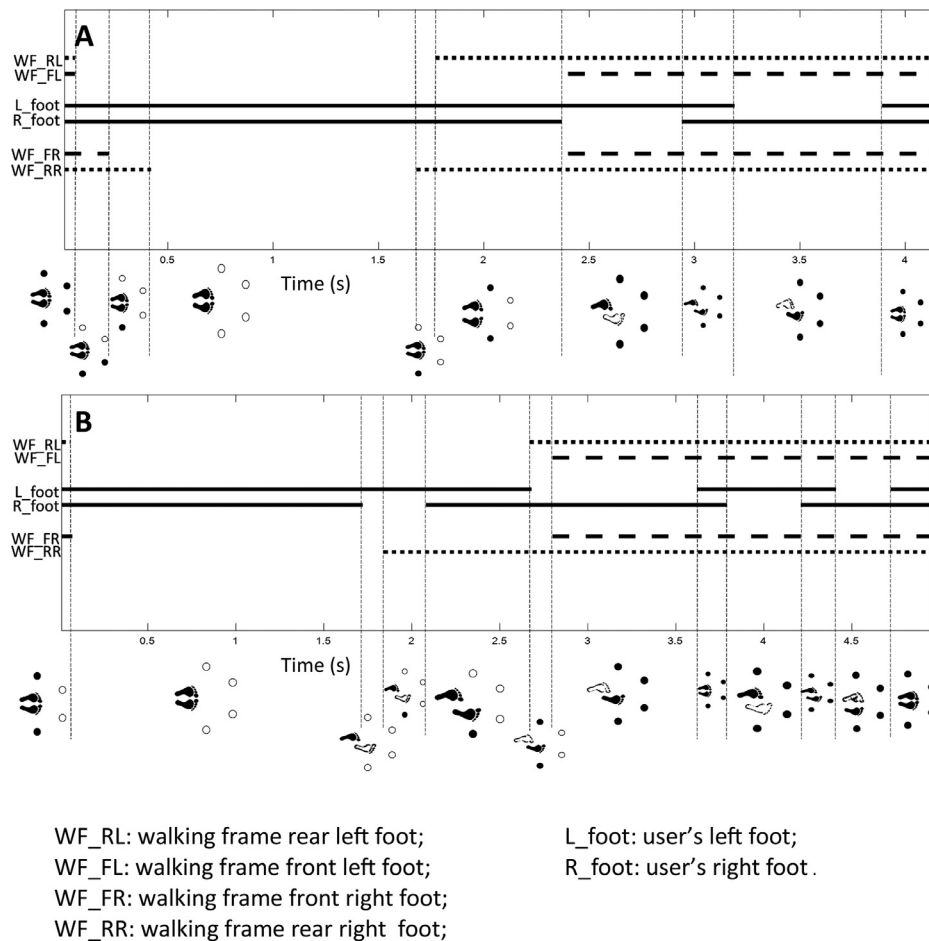 A
WF_RL
WF_FL
L_foot
R_foot
WF_FR
WF_RR
0.5 1 1.5 2 2.5 3 3.5 4
Time (s)
B
WF_RL
WF_FL
L_foot
R_foot
WF_FR
WF_RR
0.5 1 1.5 2 2.5 3 3.5 4 4.5
Time (s)
WF_RL: walking frame rear left foot;
WF_FL: walking frame front left foot;
WF_FR: walking frame front right foot;
WF_RR: walking frame rear right foot;
L_foot: user's left foot;
R_foot: user's right foot.